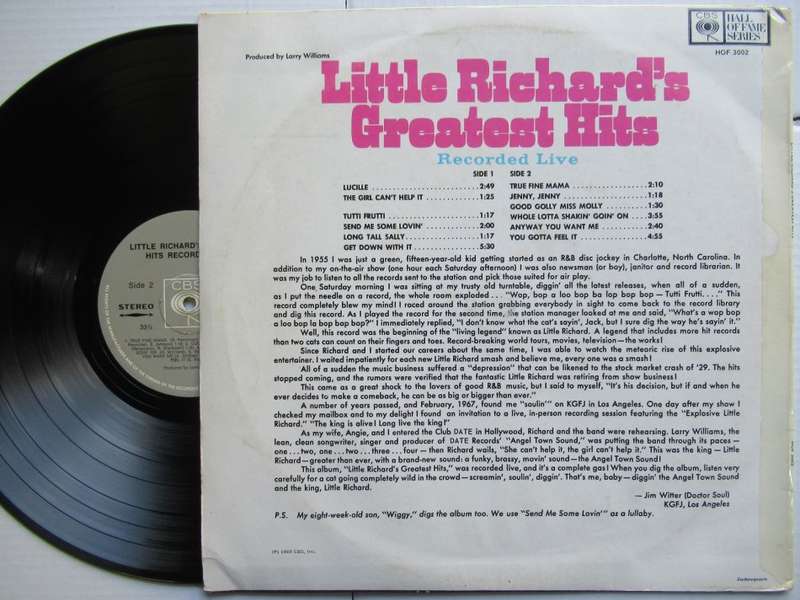 CBS
HALL
OF FAME
SERIES
HGF 3002
Produced by Larry Williams
Little Richard's
Greatest Hits
Recorded Live
SIDE 1
LUCILLE 2:49
THE GIRL CAN'T HELP IT 1:25
TUTTI FRUTTI 1:17
SEND ME SOME LOVIN' 2:00
LONG TALL SALLY 1:17
GET DOWN WITH IT 5:30
SIDE 2
TRUE FINE MAMA 2:10
JENNY, JENNY 1:18
GOOD GOLLY MISS MOLLY 1:30
WHOLE LOTTA SHAKIN' GOIN' ON 3:55
ANYWAY YOU WANT ME 2:40
YOU GOTTA FEEL IT 4:55
In 1955 I was just a green, fifteen-year-old kid getting started as an R&B disc jockey in Charlotte, North Carolina. In
addition to my on-the-air show (one hour each Saturday afternoon) I was also newsman (or boy), janitor and record librarian. It
was my job to listen to all the records sent to the station and pick those suited for air play.
One Saturday morning I was sitting at my trusty old turntable, diggin' all the latest releases, when all of a sudden,
as I put the needle on a record, the whole room exploded . . . "Wop, bop a loo bop ba lop bop bop — Tutti Frutti. . . ." This
record completely blew my mind! I raced around the station grabbing everybody in sight to come back to the record library
and dig this record. As I played the record for the second time, the station manager looked at me and said, "What's a wap bop
a loo bop la bop bop bop?" I immediately replied, "I don't know what the cat's sayin', Jack, but I sure dig the way he's sayin' it."
Well, this record was the beginning of the "living legend" known as Little Richard. A legend that includes more hit records
than two cats can count on their fingers and toes. Record-breaking world tours, movies, television—the works!
Since Richard and I started our careers about the same time, I was able to watch the meteoric rise of this explosive
entertainer. I waited impatiently for each new Little Richard smash and believe me, every one was a smash!
All of a sudden the music business suffered a "depression" that can be likened to the stock market crash of '29. The hits
stopped coming, and the rumors were verified that the fantastic Little Richard was retiring from show business!
This came as a great shock to the lovers of good R&B music, but I said to myself, "It's his decision, but if and when he
ever decides to make a comeback, he can be as big or bigger than ever."
A number of years passed, and February, 1967, found me "soulin'" on KGFJ in Los Angeles. One day after my show I
checked my mailbox and to my delight I found an invitation to a live, in-person recording session featuring the "Explosive Little
Richard." "The king is alive! Long live the king!"
As my wife, Angie, and I entered the Club DATE in Hollywood, Richard and the band were rehearsing. Larry Williams, the
lean, clean songwriter, singer and producer of DATE Records' "Angel Town Sound," was putting the band through its paces—
one . . . two, one . . . two . . . three . . . four — then Richard wails, "She can't help it, the girl can't help it." This was the king — Little
Richard—greater than ever, with a brand-new sound: a funky, brassy, movin' sound—the Angel Town Sound!
This album, "Little Richard's Greatest Hits," was recorded live, and it's a complete gas! When you dig the album, listen very
carefully for a cat going completely wild in the crowd—screamin', soulin', diggin'. That's me, baby—diggin' the Angel Town Sound
and the king, Little Richard.
— Jim Witter (Doctor Soul)
KGFJ, Los Angeles
P.S. My eight-week-old son, "Wiggy," digs the album too. We use "Send Me Some Lovin'" as a lullaby.
LITTLE RICHARD'S
HITS RECOR
Side 2
CBS
STEREO
33⅓